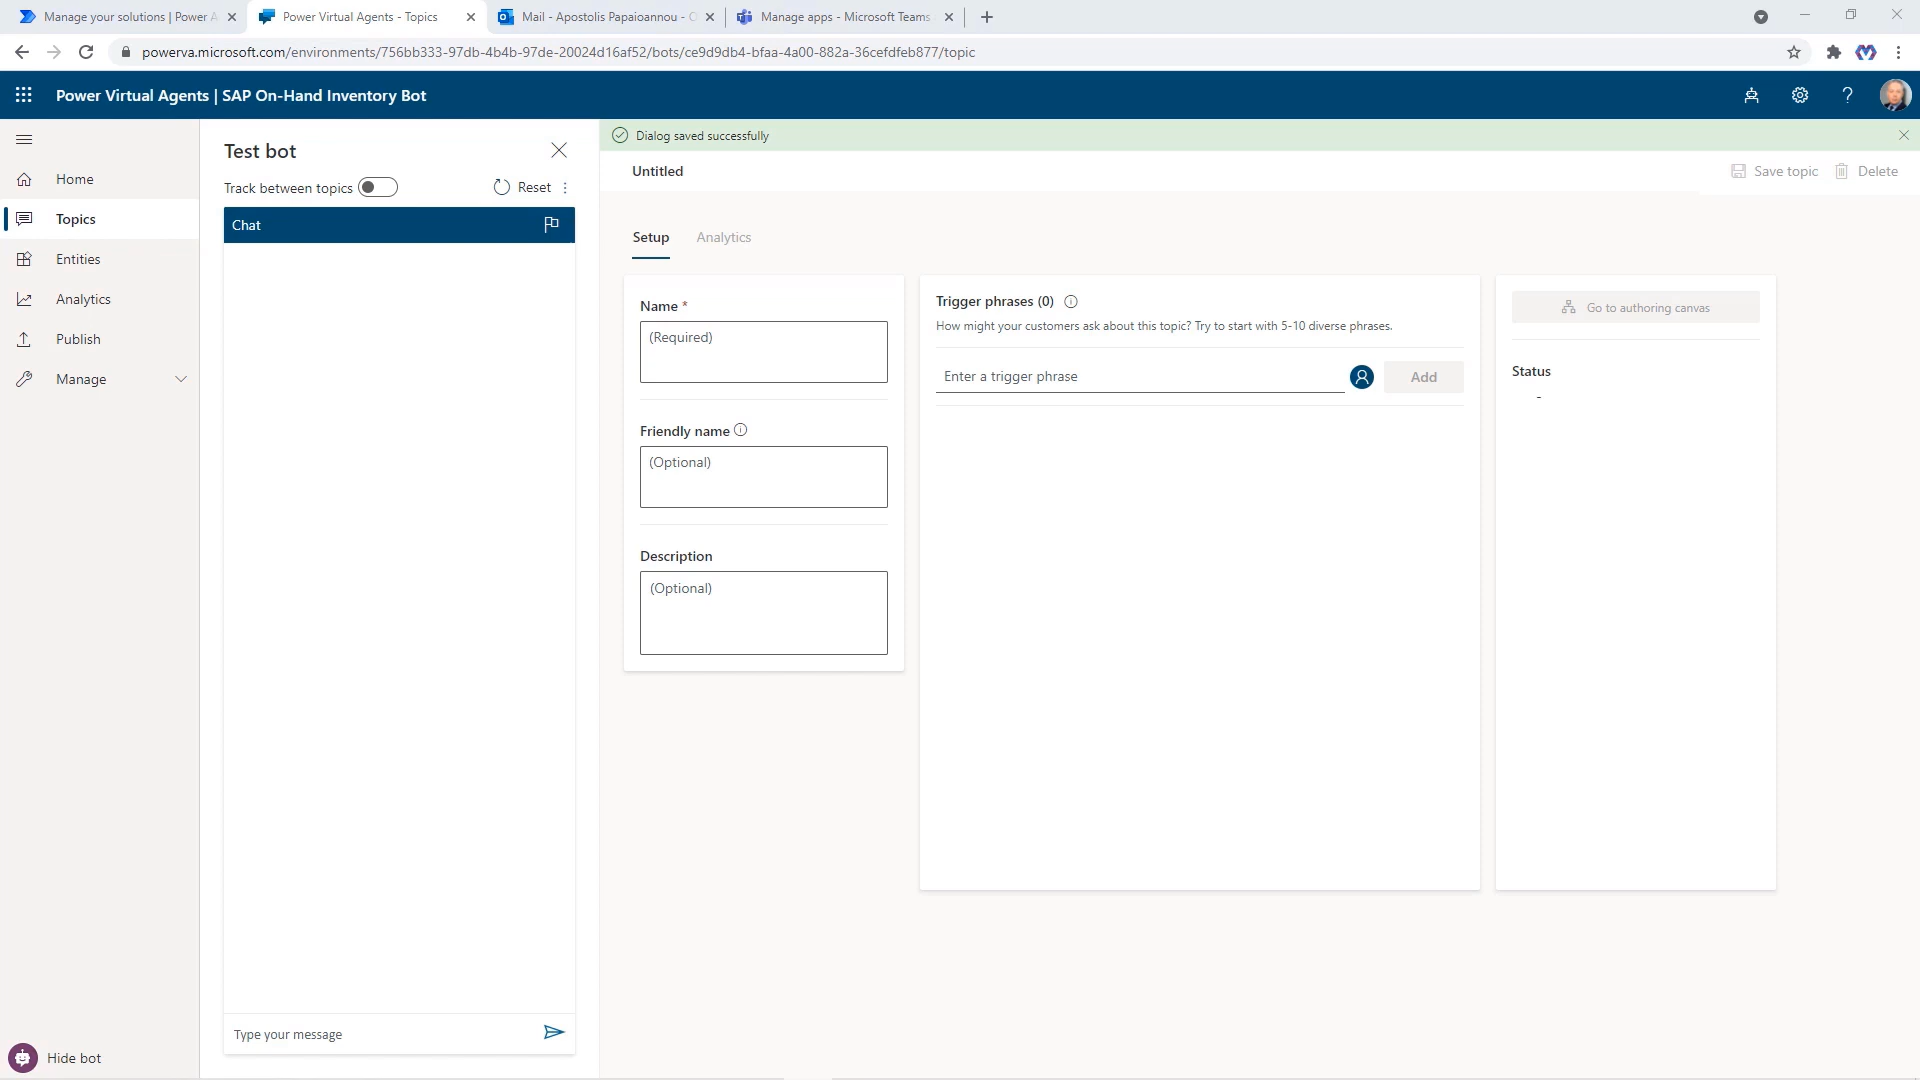 Manage your solutions | Power A
Power Virtual Agents - Topics
Mail - Apostolis Papaioannou - O
Manage apps - Microsoft Teams
powerva.microsoft.com/environments/756bb333-97db-4b4b-97de-20024d16af52/bots/ce9d9db4-bfaa-4a00-882a-36cefdfeb877/topic
Power Virtual Agents | SAP On-Hand Inventory Bot
Home
Topics
Entities
Analytics
Publish
Manage
Hide bot
Test bot
Track between topics
Reset
Chat
Type your message
Dialog saved successfully
Untitled
Save topic
Delete
Setup
Analytics
Name *
(Required)
Friendly name
(Optional)
Description
(Optional)
Trigger phrases (0)
How might your customers ask about this topic? Try to start with 5-10 diverse phrases.
Enter a trigger phrase
Add
Go to authoring canvas
Status
-